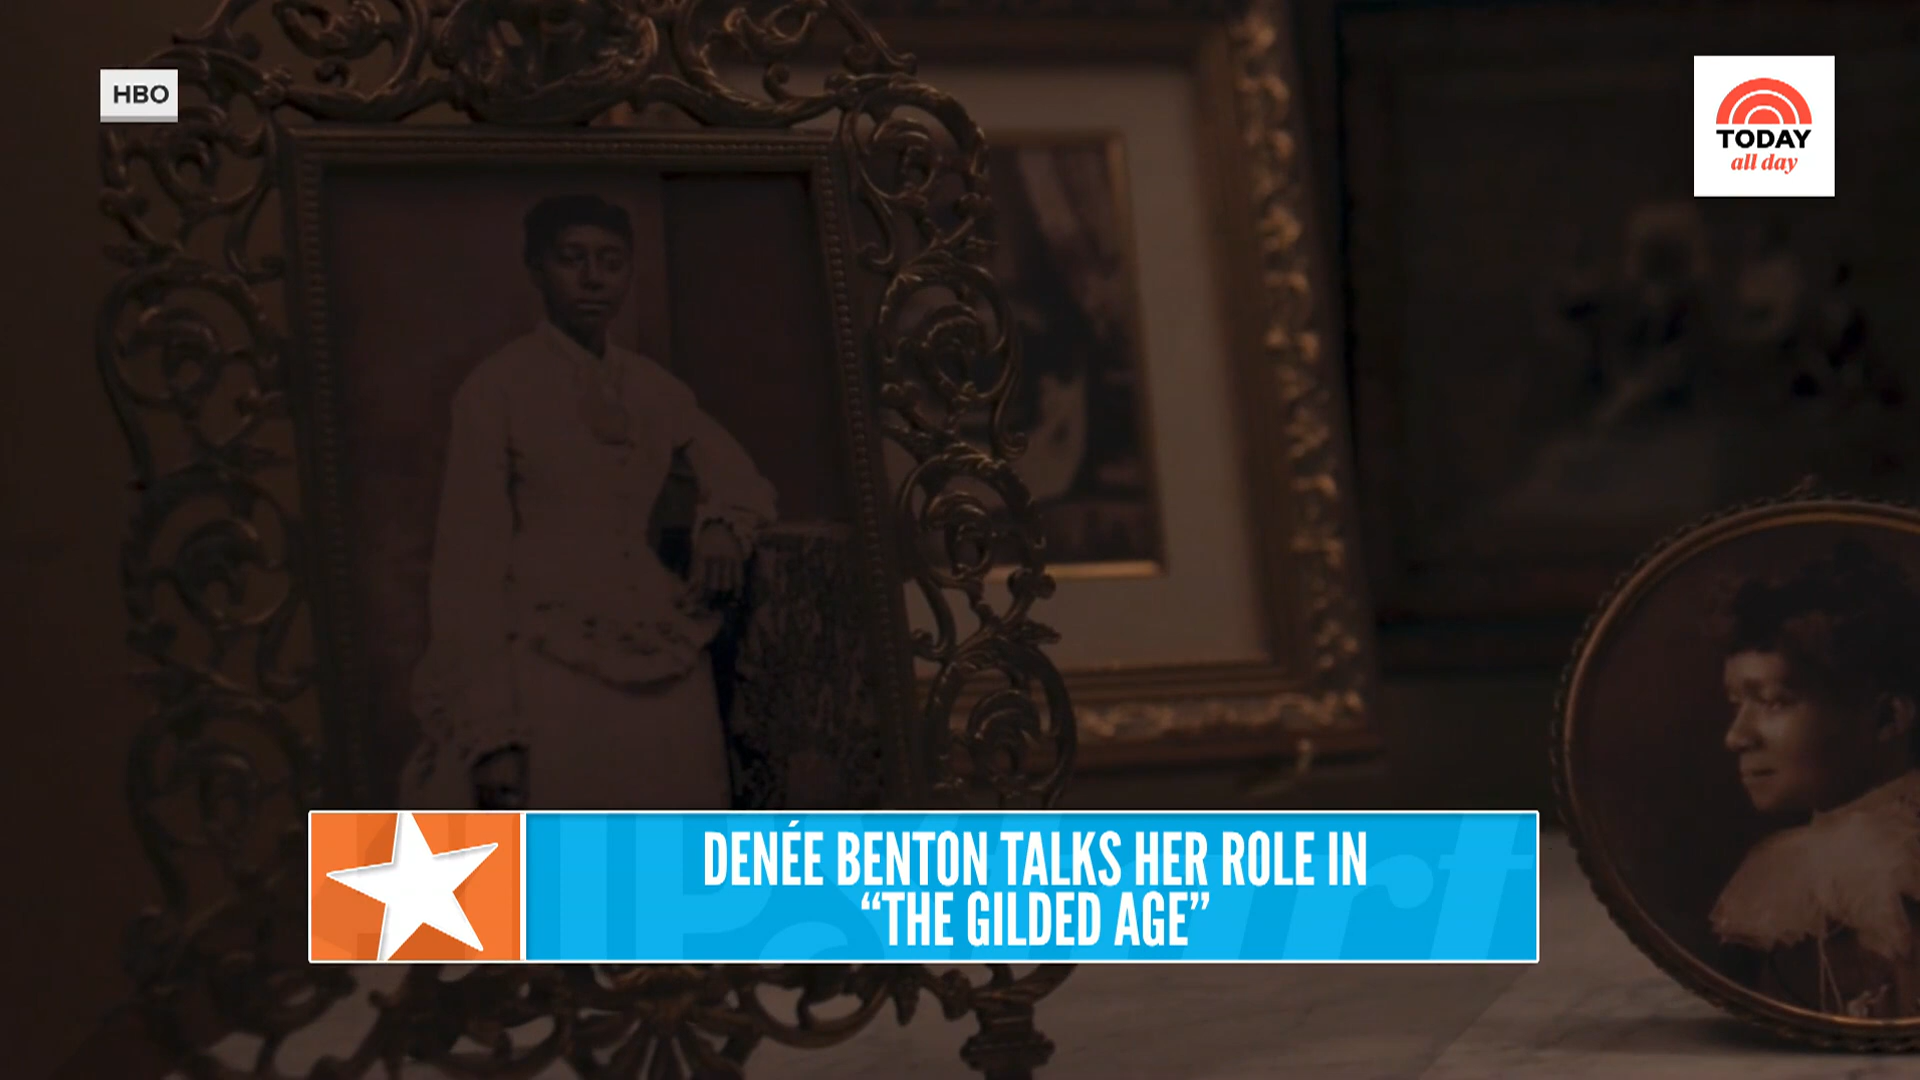 HBO
TODAY
all day
DENÉE BENTON TALKS HER ROLE IN
“THE GILDED AGE”